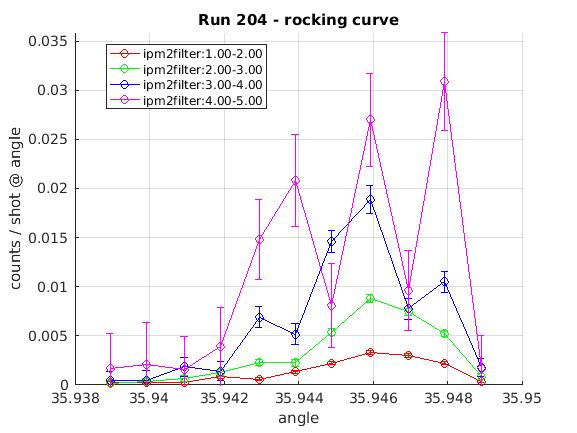 Run 204 - rocking curve
0.035
0.03
0.025
0.02
0.015
0.01
0.005
0
counts / shot @ angle
ipm2filter:1.00-2.00
ipm2filter:2.00-3.00
ipm2filter:3.00-4.00
ipm2filter:4.00-5.00
35.938 35.94 35.942 35.944 35.946 35.948 35.95
angle